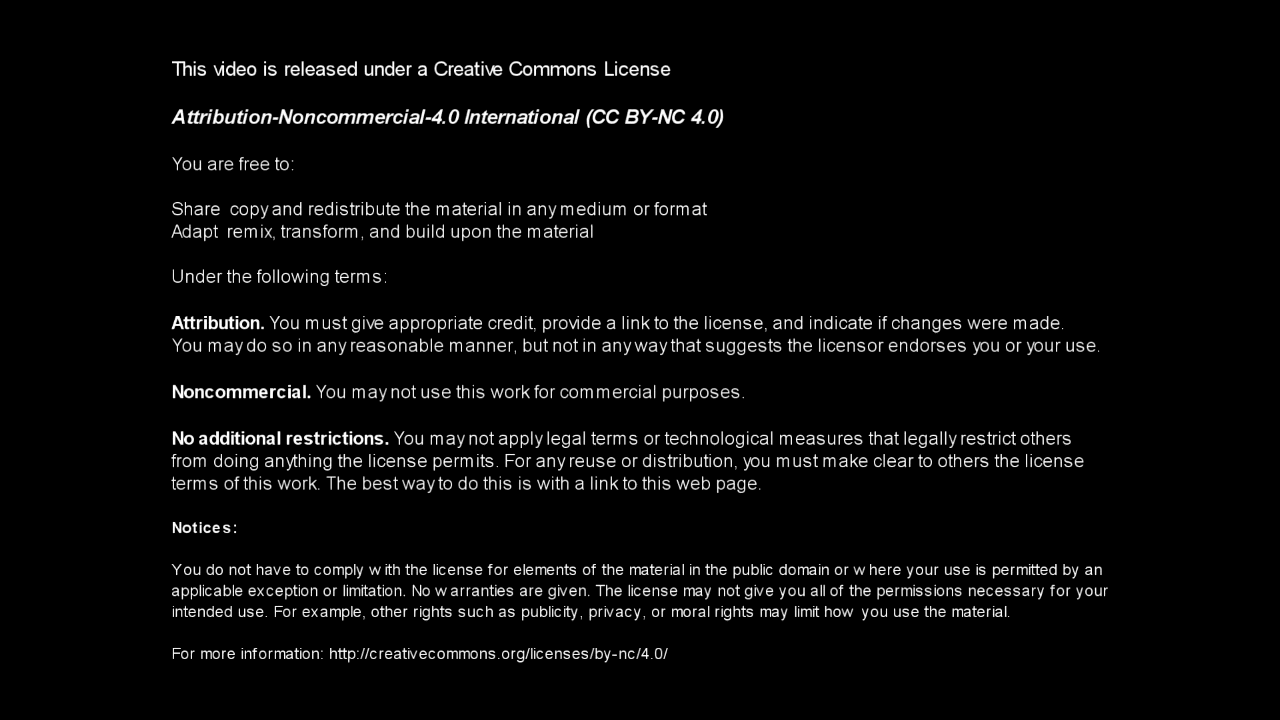 This video is released under a Creative Commons License
Attribution-Noncommercial-4.0 International (CC BY-NC 4.0)
You are free to:
Share copy and redistribute the material in any medium or format
Adapt remix, transform, and build upon the material
Under the following terms:
Attribution. You must give appropriate credit, provide a link to the license, and indicate if changes were made.
You may do so in any reasonable manner, but not in any way that suggests the licensor endorses you or your use.
Noncommercial. You may not use this work for commercial purposes.
No additional restrictions. You may not apply legal terms or technological measures that legally restrict others
from doing anything the license permits. For any reuse or distribution, you must make clear to others the license
terms of this work. The best way to do this is with a link to this web page.
Notices:
You do not have to comply with the license for elements of the material in the public domain or where your use is permitted by an
applicable exception or limitation. No warranties are given. The license may not give you all of the permissions necessary for your
intended use. For example, other rights such as publicity, privacy, or moral rights may limit how you use the material.
For more information: http://creativecommons.org/licenses/by-nc/4.0/